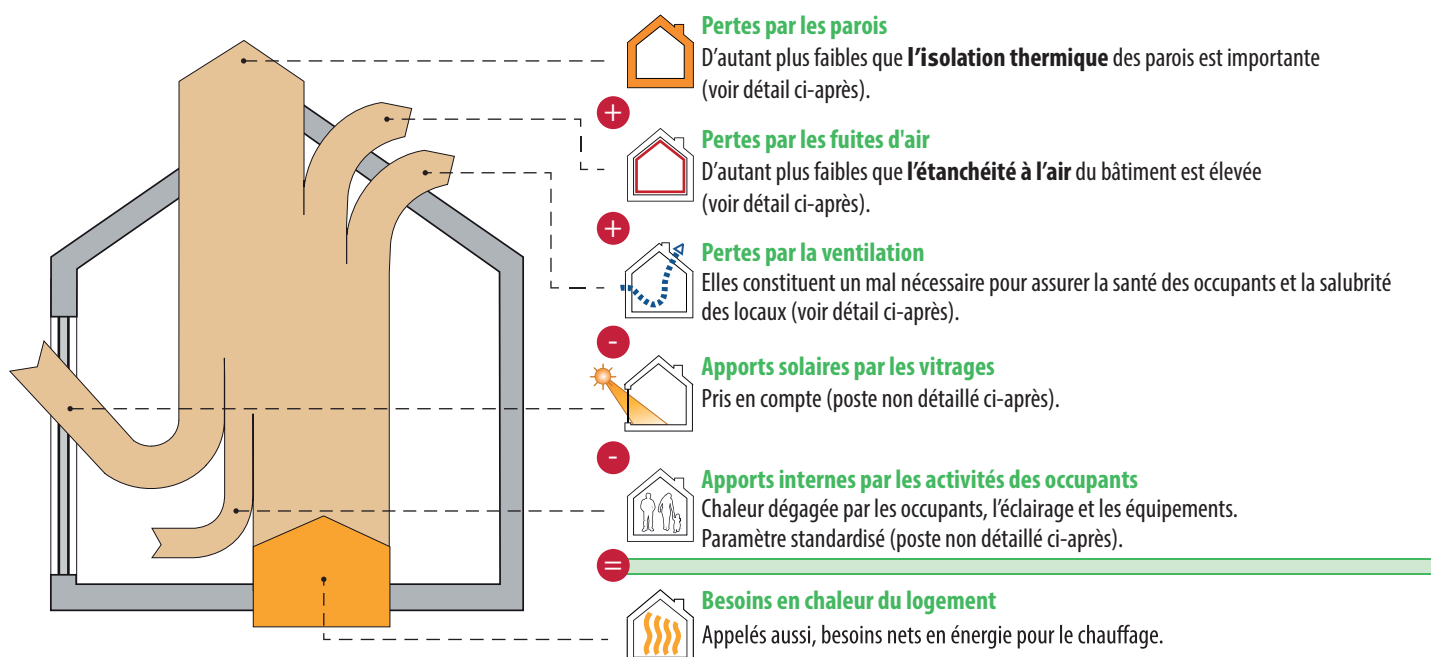 Pertes par les parois
D'autant plus faibles que l'isolation thermique des parois est importante
(voir détail ci-après).
+
Pertes par les fuites d'air
D'autant plus faibles que l'étanchéité à l'air du bâtiment est élevée
(voir détail ci-après).
+
Pertes par la ventilation
Elles constituent un mal nécessaire pour assurer la santé des occupants et la salubrité
des locaux (voir détail ci-après).
-
Apports solaires par les vitrages
Pris en compte (poste non détaillé ci-après).
-
Apports internes par les activités des occupants
Chaleur dégagée par les occupants, l'éclairage et les équipements.
Paramètre standardisé (poste non détaillé ci-après).
=
Besoins en chaleur du logement
Appelés aussi, besoins nets en énergie pour le chauffage.